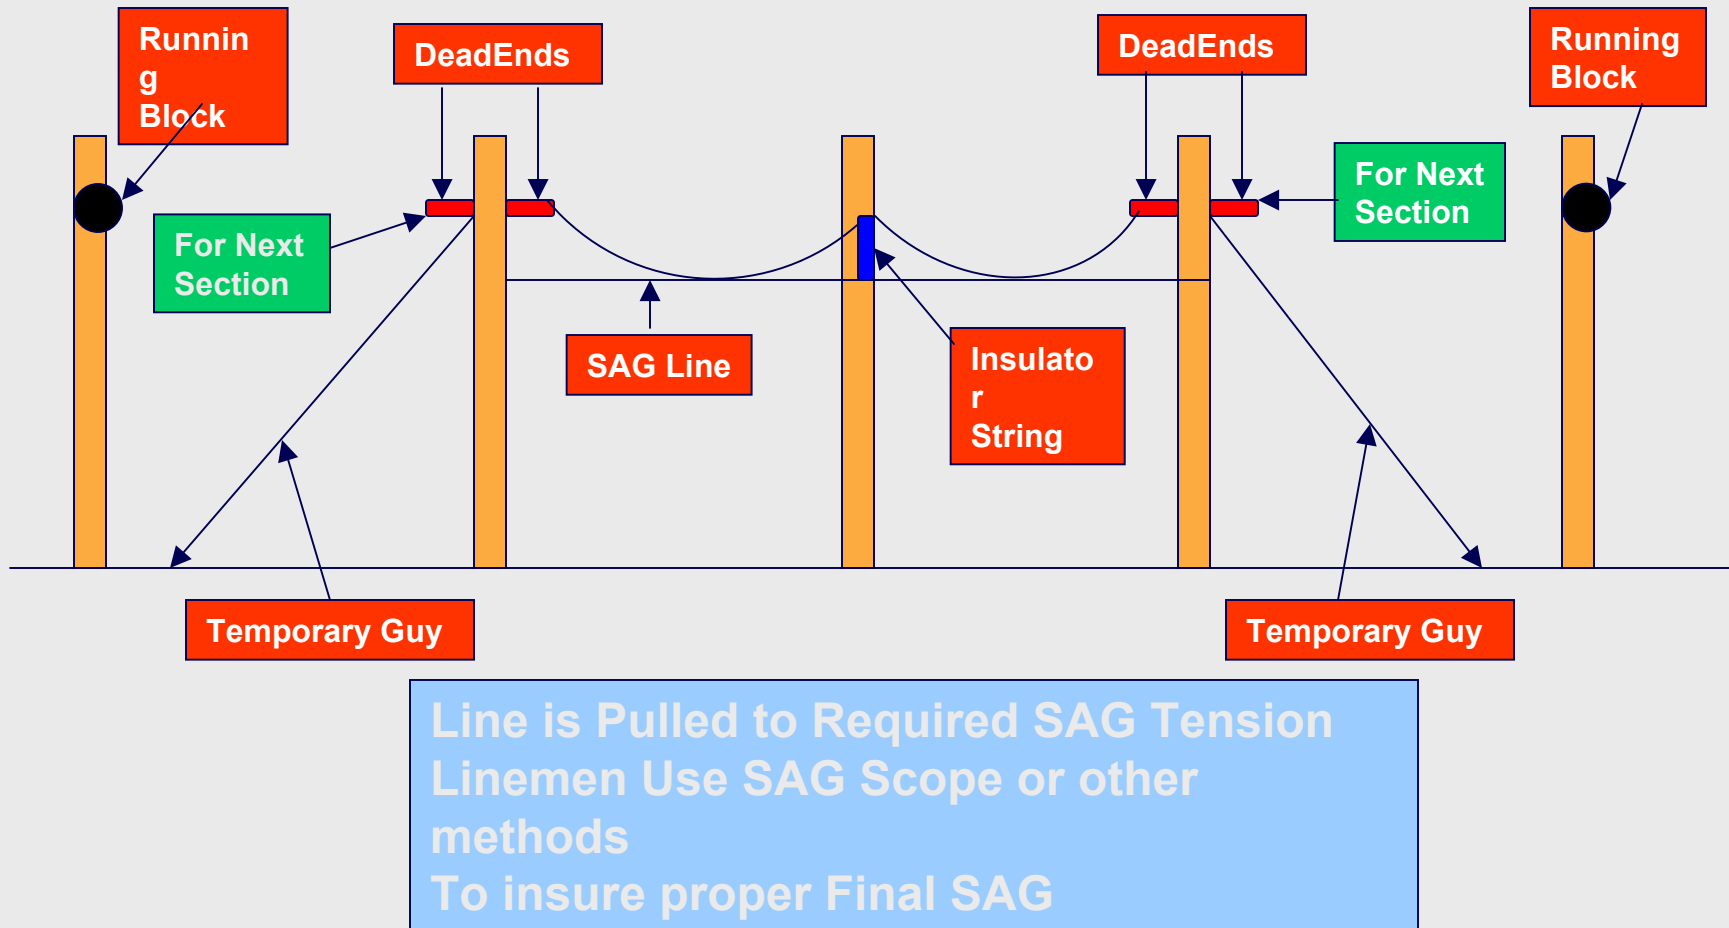 Runnin
g
Block
DeadEnds
DeadEnds
Running
Block
For Next
Section
For Next
Section
SAG Line
Insulato
r
String
Temporary Guy
Temporary Guy
Line is Pulled to Required SAG Tension
Linemen Use SAG Scope or other
methods
To insure proper Final SAG